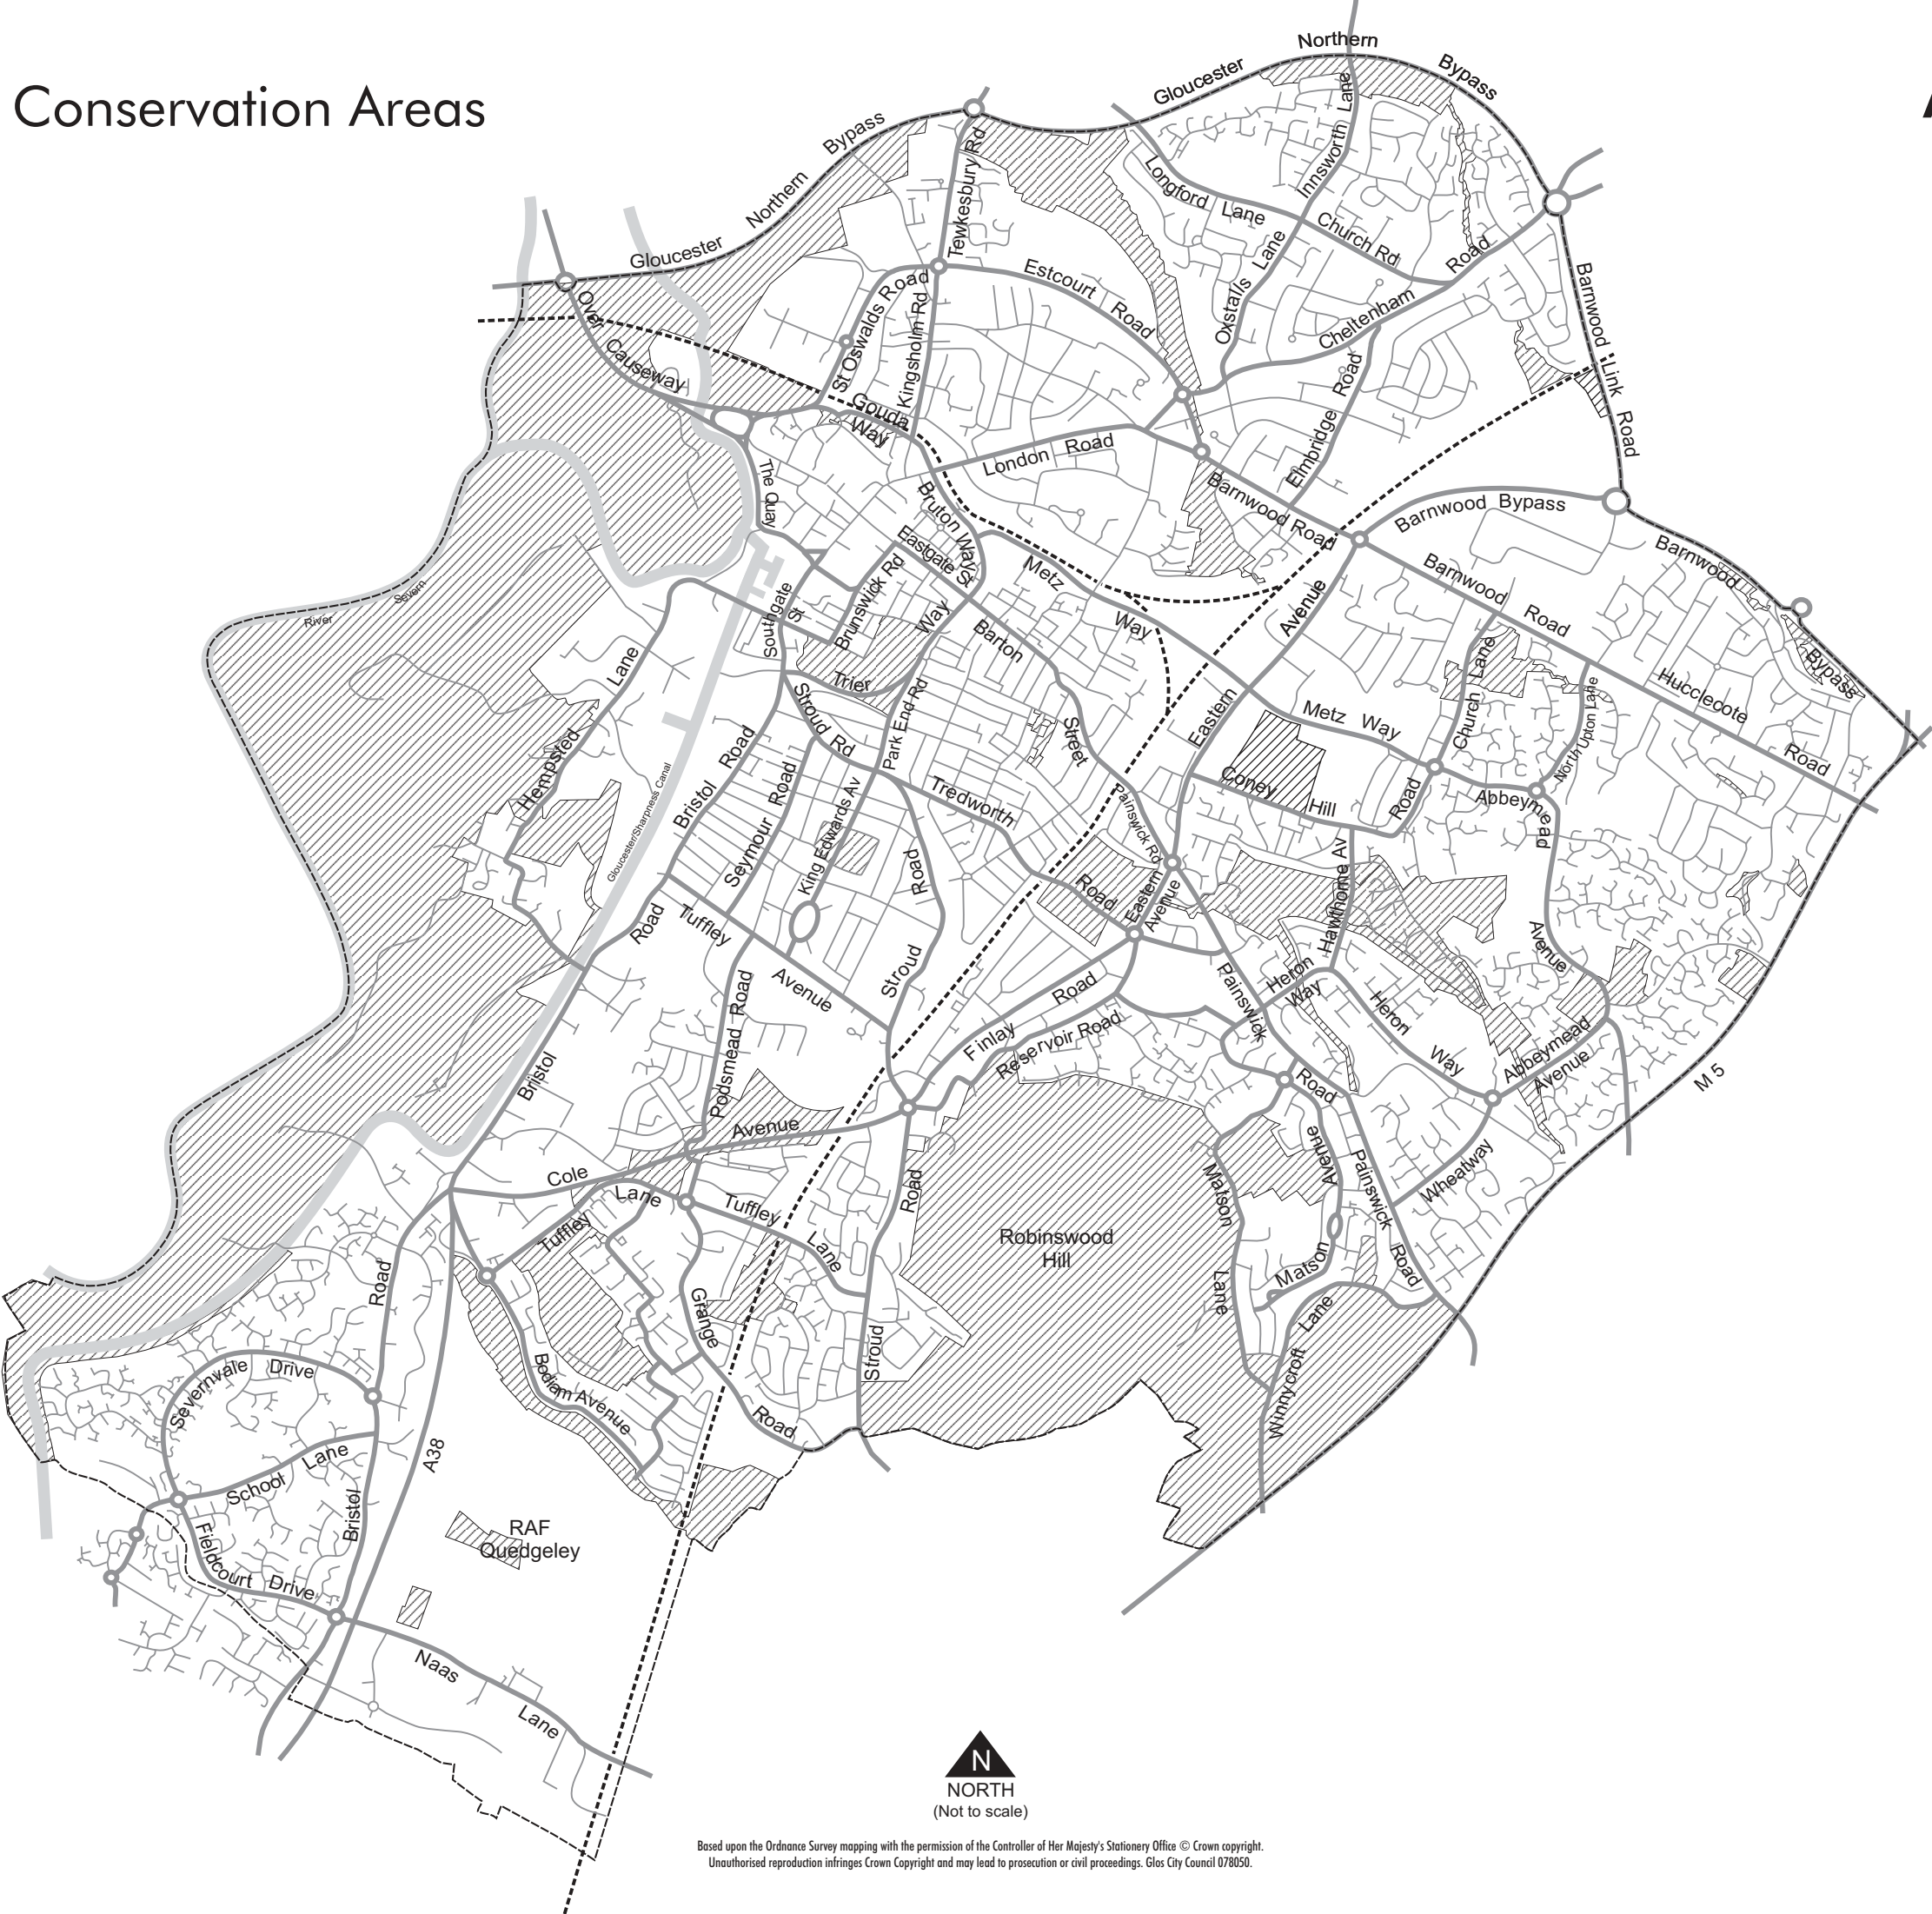 Conservation Areas
Northern
Gloucester
Bypass
Bypass
Northern
Gloucester
Tewkesbury Rd
Longford Lane
Innsworth Lane
Church Rd
Road
Cheltenham
Oxstalls Lane
Estcourt Road
St Oswalds Road
Kingsholm Rd
Over
Causeway
Gouda
Way
Barnwood Link Road
Elmbridge Road
London Road
Barnwood Road
Barnwood Bypass
The Quay
Bruton Way
Eastgate St
Metz
Way
Barnwood
Bypass
Barnwood
Road
Hucclecote
Road
River
Severn
Southgate
St
Brunswick Rd
Way
Trier
Barton
Street
Avenue
Eastern
Metz Way
Church Lane
North Upton Lane
Hempsted
Lane
Gloucester/Sharpness Canal
Bristol
Road
Stroud Rd
Park End Rd
Seymour
Road
King Edwards Av
Tredworth
Road
Painswick Rd
Coney
Hill
Road
Abbeymead
Avenue
Eastern
Avenue
Hawthorne Av
Road
Tuffley
Avenue
Road
Stroud
Podsmead Road
Finlay
Road
Reservoir Road
Painswick
Heron
Way
Heron
Way
Abbeymead
Avenue
M 5
Bristol
Avenue
Cole
Road
Avenue
Matson
Painswick
Wheatway
Tuffley
Lane
Tuffley
Lane
Road
Robinswood
Hill
Lane
Matson
Road
Lane
Winnycroft
Road
Grange
Road
Stroud
Bodiam Avenue
Severnvale Drive
School Lane
A38
Bristol
Fieldcourt Drive
RAF
Quedgeley
Naas
Lane
N
NORTH
(Not to scale)
Based upon the Ordnance Survey mapping with the permission of the Controller of Her Majesty's Stationery Office © Crown copyright.
Unauthorised reproduction infringes Crown Copyright and may lead to prosecution or civil proceedings. Glos City Council 078050.